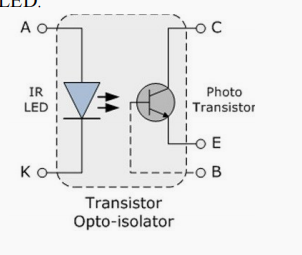 LED.
A
C
IR
LED
Photo
Transistor
E
K
B
Transistor
Opto-isolator